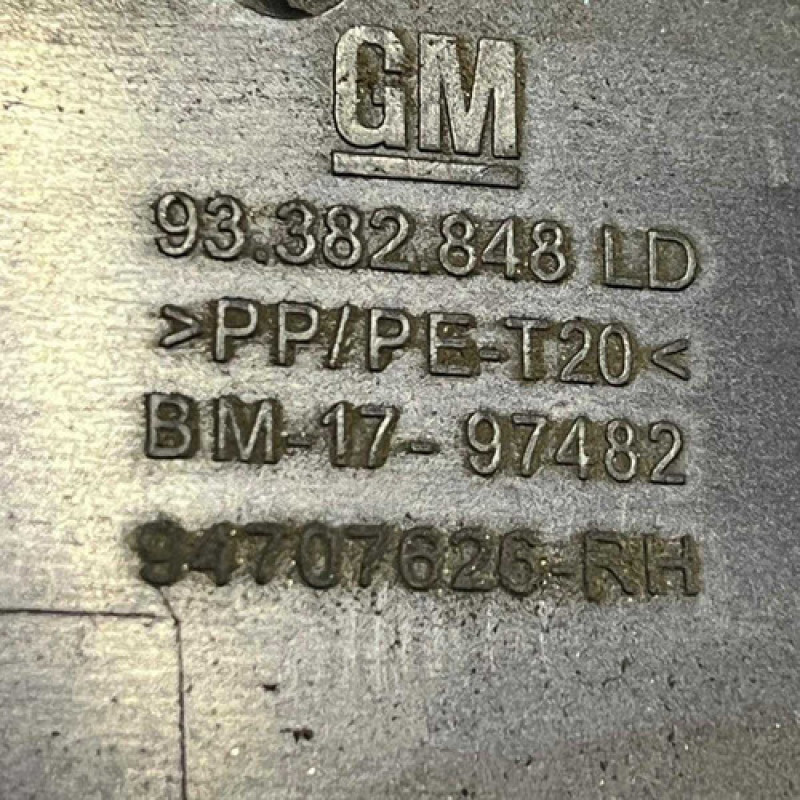 GM
93.382.848 LD
>PP/PE-T20<
BM-17-97482
94707626-RH